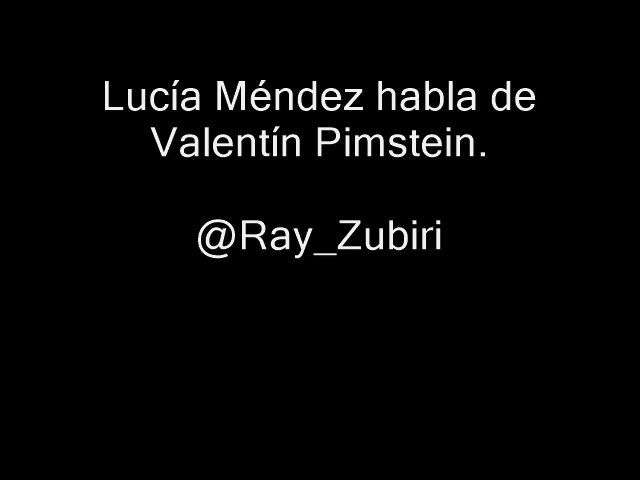 Lucía Méndez habla de
Valentín Pimstein.
@Ray_Zubiri